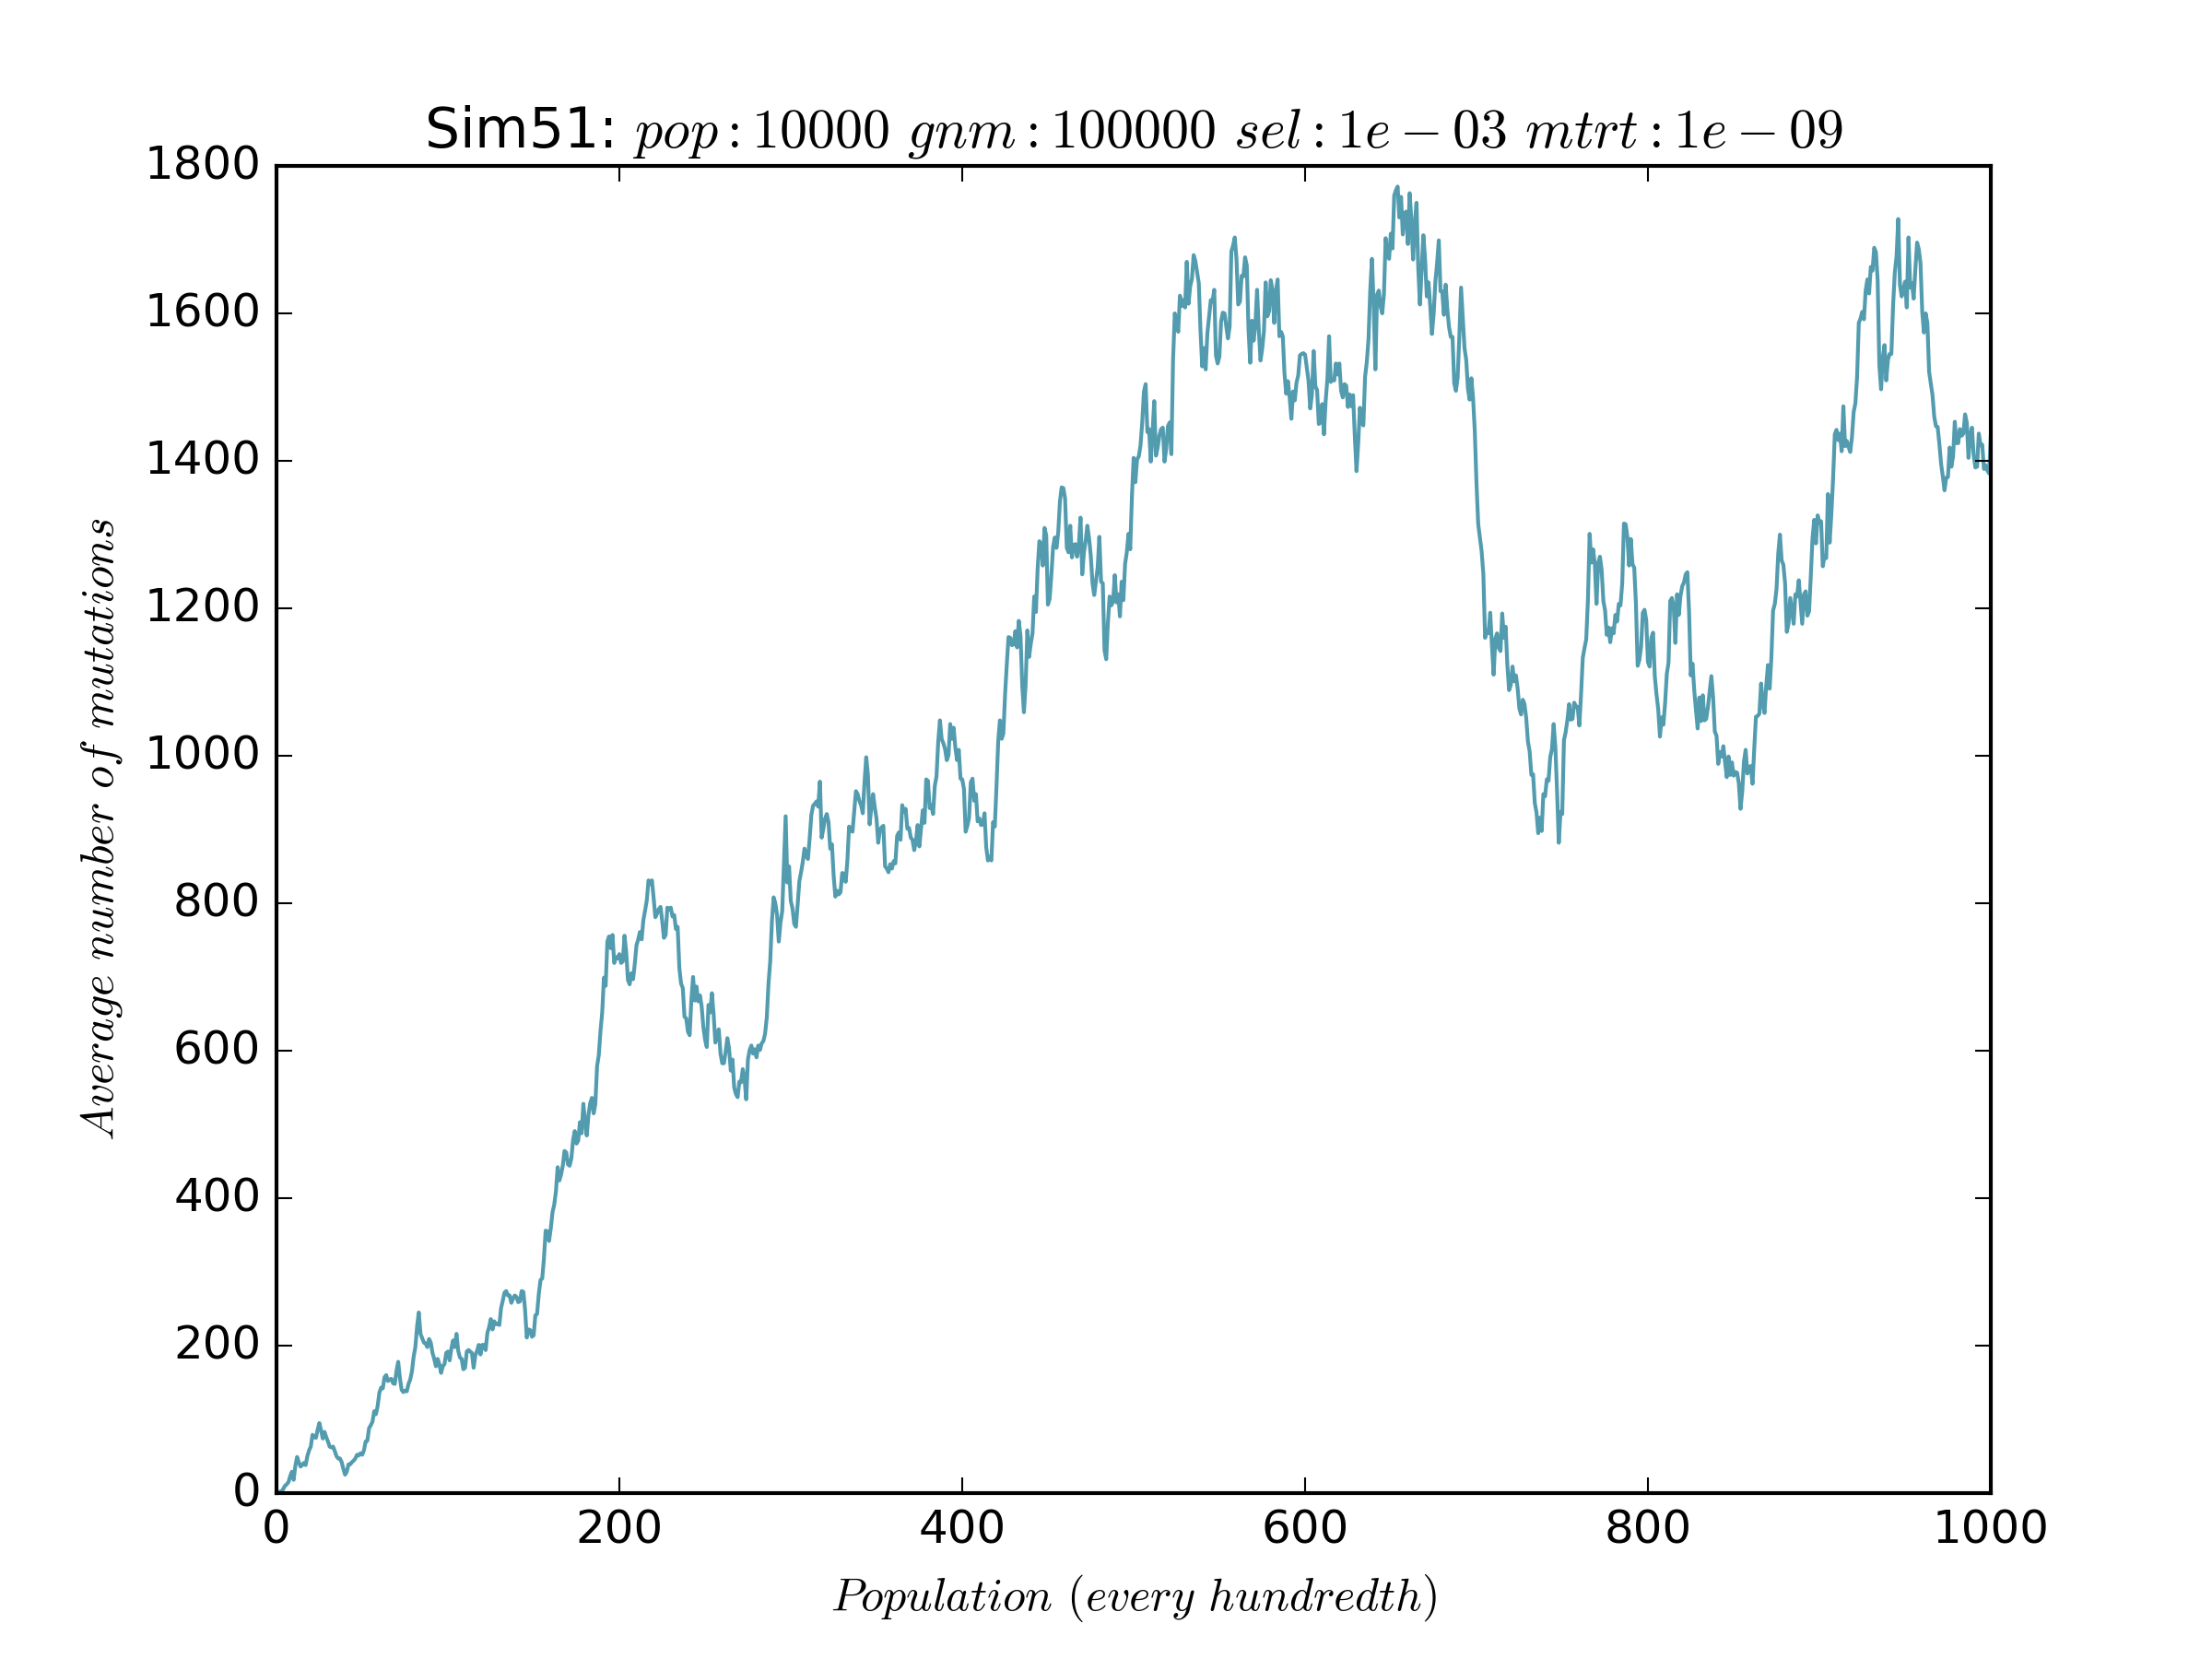 Sim51: pop : 10000 gnm : 100000 sel : 1e − 03 mtrt : 1e − 09
Average number of mutations
1800
1600
1400
1200
1000
800
600
400
200
0
0 200 400 600 800 1000
Population (every hundredth)